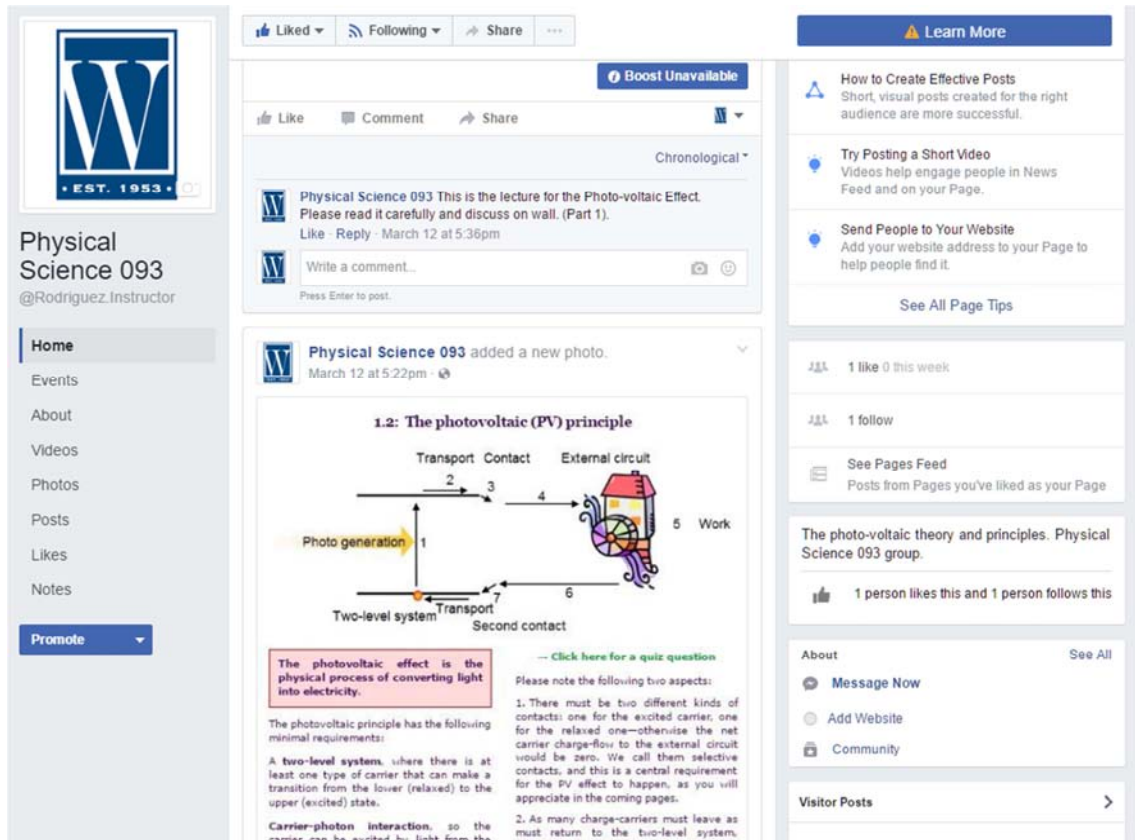 W
• EST. 1953 •
Physical
Science 093
@Rodriguez.Instructor
Home
Events
About
Videos
Photos
Posts
Likes
Notes
Promote
Liked
Following
Share
...
Boost Unavailable
Like Comment Share
Chronological
Physical Science 093 This is the lecture for the Photo-voltaic Effect.
Please read it carefully and discuss on wall. (Part 1).
Like · Reply · March 12 at 5:36pm
Write a comment...
Press Enter to post.
Physical Science 093 added a new photo.
March 12 at 5:22pm ·
1.2: The photovoltaic (PV) principle
Transport Contact External circuit
2
3
4
Photo generation
1
5 Work
6
7
Two-level system
Transport
Second contact
The photovoltaic effect is the
physical process of converting light
into electricity.
The photovoltaic principle has the following
minimal requirements:
A two-level system, where there is at
least one type of carrier that can make a
transition from the lower (relaxed) to the
upper (excited) state.
Carrier-photon interaction, so the
carrier can be excited by light from the
— Click here for a quiz question
Please note the following two aspects:
1. There must be two different kinds of
contacts: one for the excited carrier, one
for the relaxed one—otherwise the net
carrier charge-flow to the external circuit
would be zero. We call them selective
contacts, and this is a central requirement
for the PV effect to happen, as you will
appreciate in the coming pages.
2. As many charge-carriers must leave as
must return to the two-level system,
Learn More
How to Create Effective Posts
Short, visual posts created for the right
audience are more successful.
Try Posting a Short Video
Videos help engage people in News
Feed and on your Page.
Send People to Your Website
Add your website address to your Page to
help people find it.
See All Page Tips
1 like 0 this week
1 follow
See Pages Feed
Posts from Pages you've liked as your Page
The photo-voltaic theory and principles. Physical
Science 093 group.
1 person likes this and 1 person follows this
About See All
Message Now
Add Website
Community
Visitor Posts